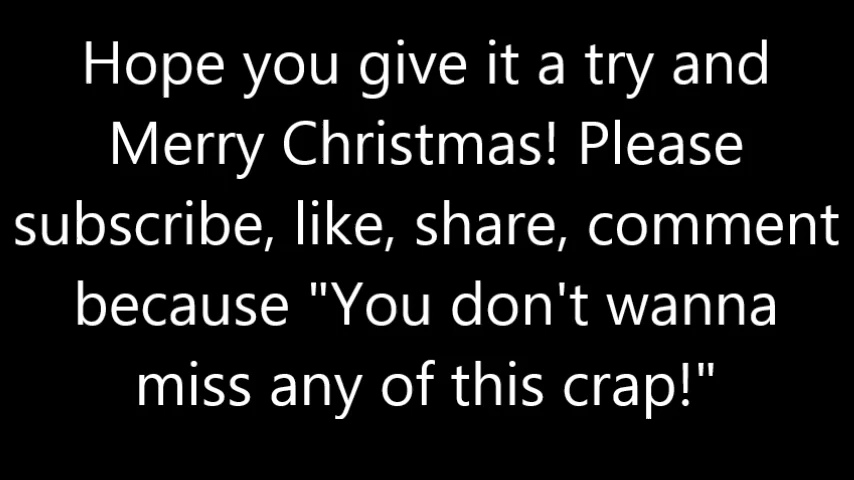 Hope you give it a try and
Merry Christmas! Please
subscribe, like, share, comment
because "You don't wanna
miss any of this crap!"